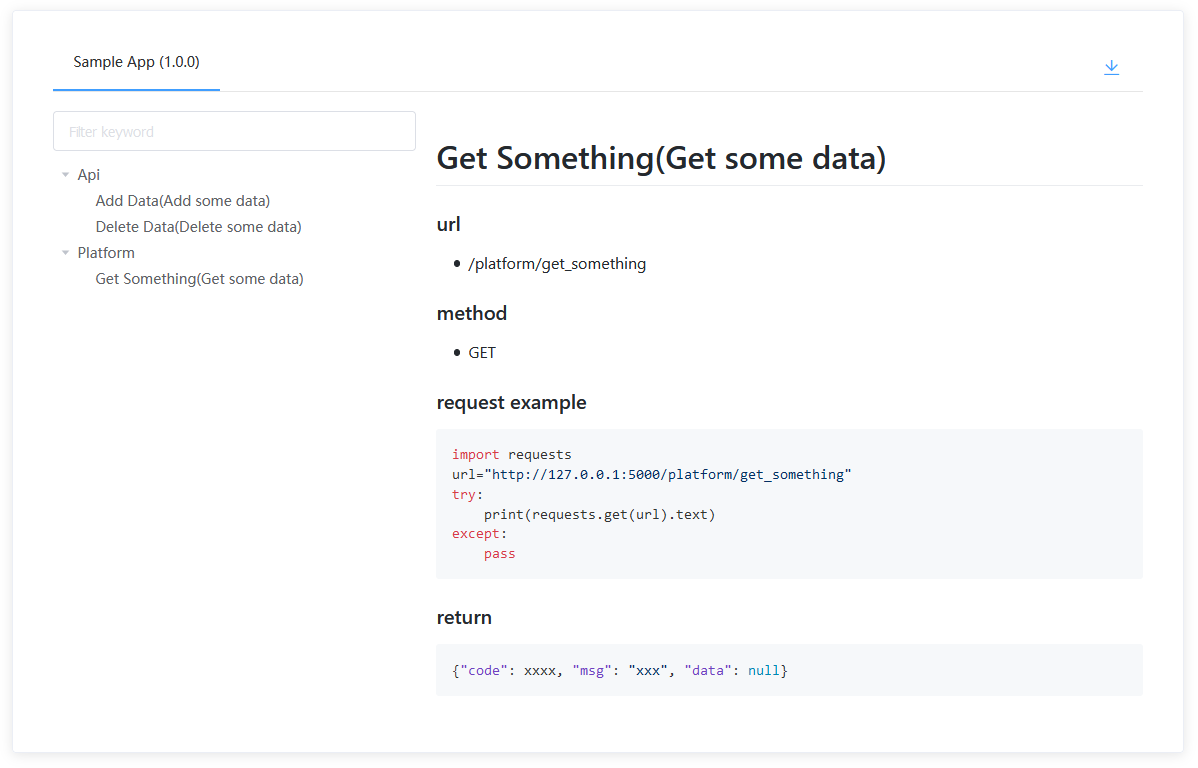 Sample App (1.0.0)
Filter keyword
Api
Add Data(Add some data)
Delete Data(Delete some data)
Platform
Get Something(Get some data)
Get Something(Get some data)
url
• /platform/get_something
method
• GET
request example
import requests
url="http://127.0.0.1:5000/platform/get_something"
try:
    print(requests.get(url).text)
except:
    pass
return
{"code": xxxx, "msg": "xxx", "data": null}